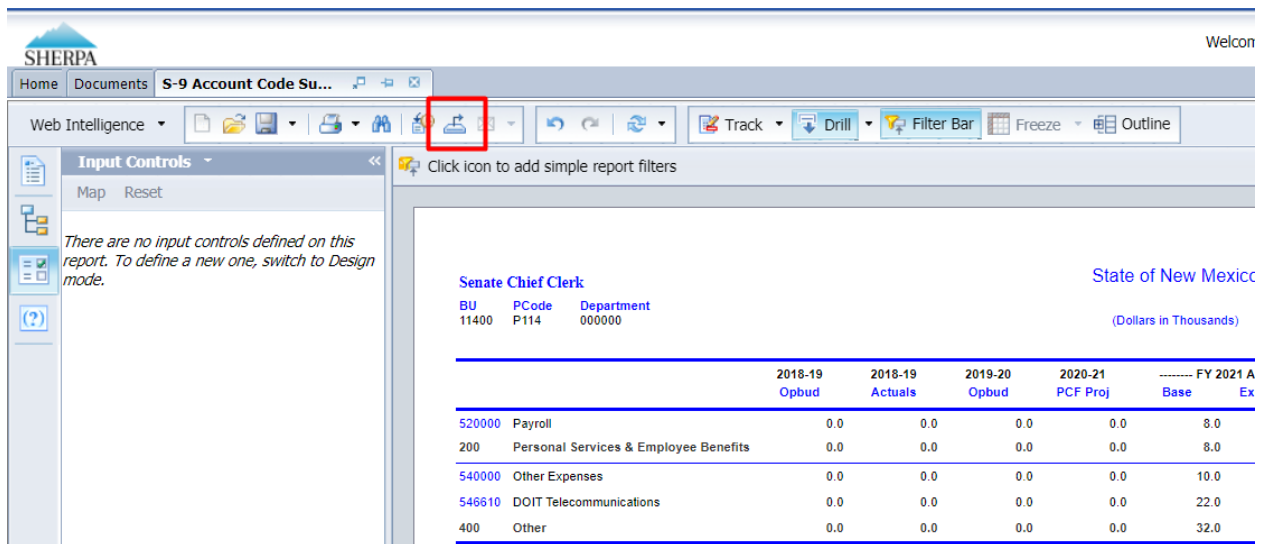 Welcom
SHERPA
Home Documents S-9 Account Code Su...
Web Intelligence Track Drill Filter Bar Freeze Outline
Input Controls
Click icon to add simple report filters
Map Reset
There are no input controls defined on this
report. To define a new one, switch to Design
mode.
Senate Chief Clerk State of New Mexico
BU PCode Department
11400 P114 000000 (Dollars in Thousands)
2018-19 2018-19 2019-20 2020-21 -------- FY 2021 A
Opbud Actuals Opbud PCF Proj Base Ex
520000 Payroll 0.0 0.0 0.0 0.0 8.0
200 Personal Services & Employee Benefits 0.0 0.0 0.0 0.0 8.0
540000 Other Expenses 0.0 0.0 0.0 0.0 10.0
546610 DOIT Telecommunications 0.0 0.0 0.0 0.0 22.0
400 Other 0.0 0.0 0.0 0.0 32.0